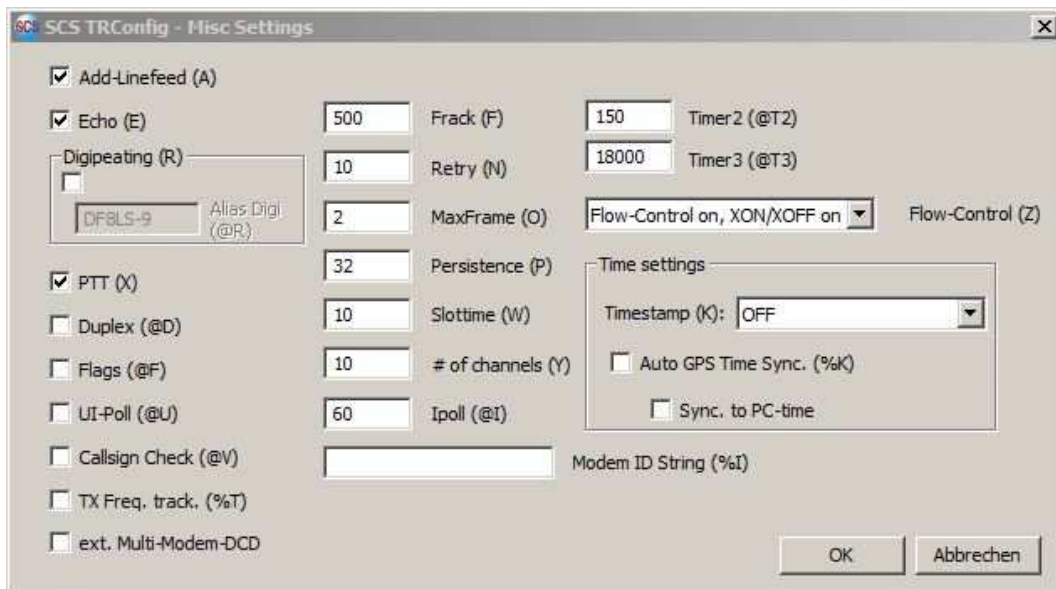 SCS SCS TRConfig - Misc Settings
Add-Linefeed (A)
Echo (E)
Digipeating (R)
DF8LS-9
Alias Digi
(@R)
PTT (X)
Duplex (@D)
Flags (@F)
UI-Poll (@U)
Callsign Check (@V)
TX Freq. track. (%T)
ext. Multi-Modem-DCD
500 Frack (F)
10 Retry (N)
2 MaxFrame (O)
32 Persistence (P)
10 Slottime (W)
10 # of channels (Y)
60 Ipoll (@I)
Modem ID String (%I)
150 Timer2 (@T2)
18000 Timer3 (@T3)
Flow-Control on, XON/XOFF on Flow-Control (Z)
Time settings
Timestamp (K): OFF
Auto GPS Time Sync. (%K)
Sync. to PC-time
OK
Abbrechen